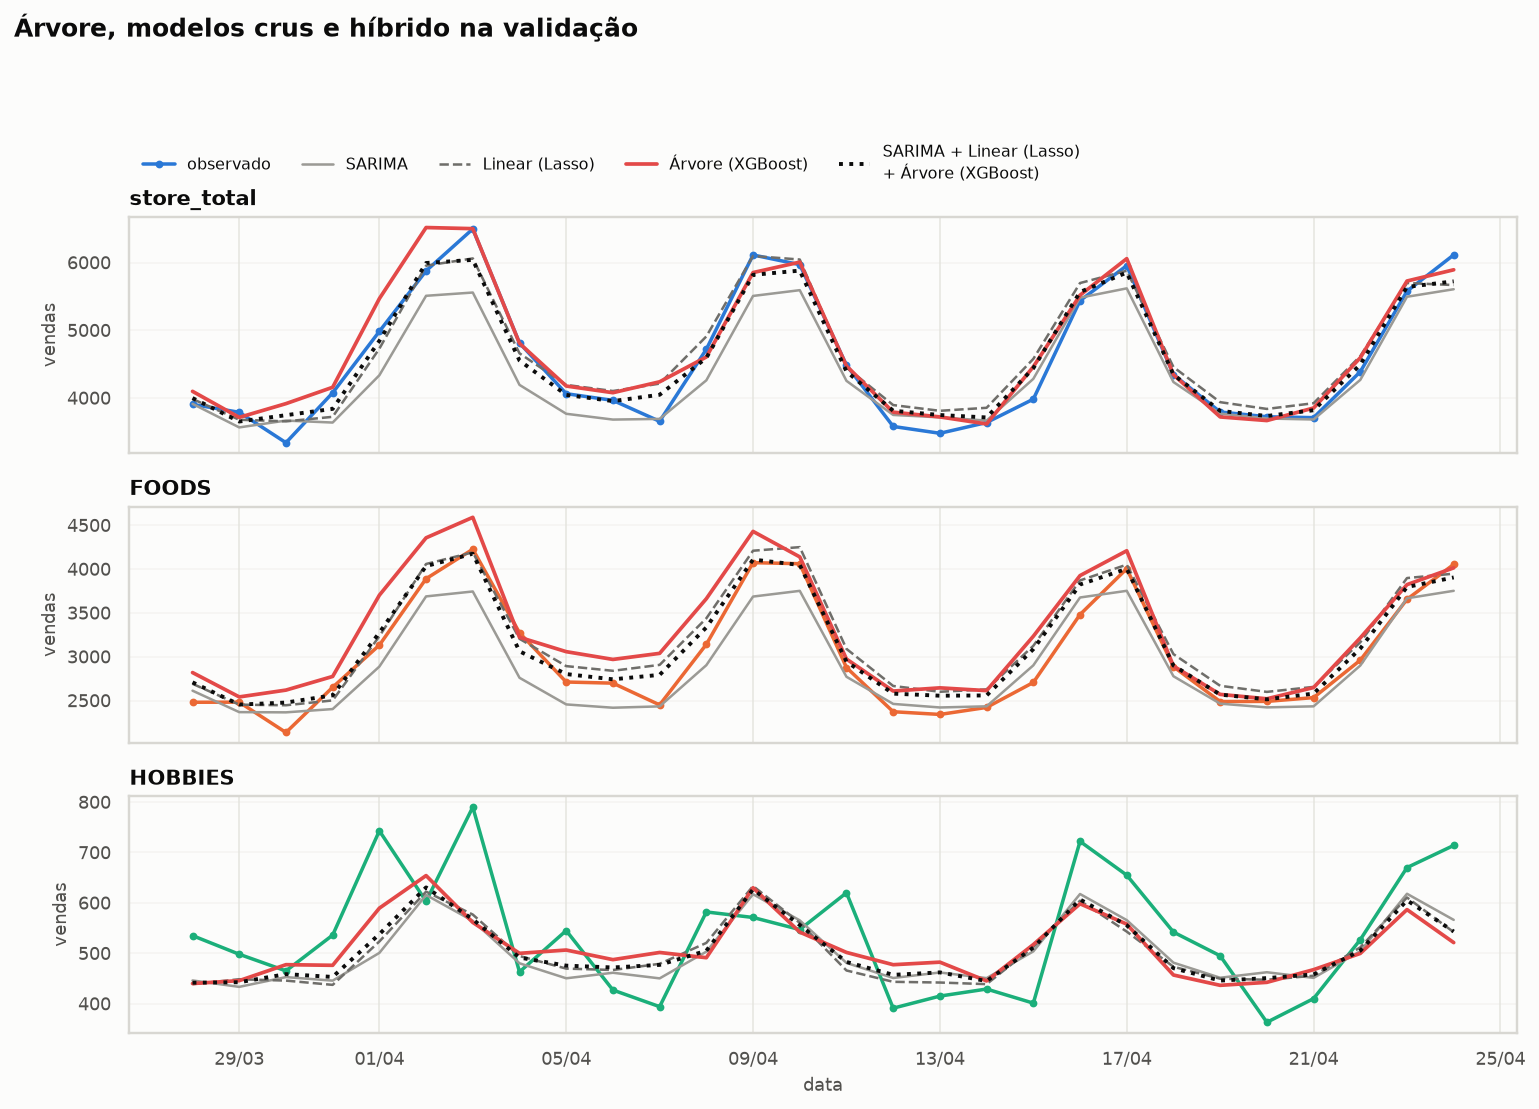 Árvore, modelos crus e híbrido na validação
observado
SARIMA
Linear (Lasso)
Árvore (XGBoost)
SARIMA + Linear (Lasso)
+ Árvore (XGBoost)
store_total
6000
5000
4000
vendas
FOODS
4500
4000
3500
3000
2500
vendas
HOBBIES
800
700
600
500
400
vendas
29/03
01/04
05/04
09/04
13/04
17/04
21/04
25/04
data